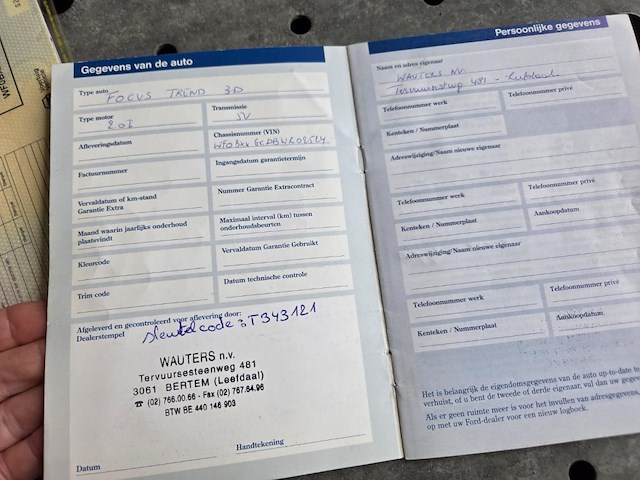 Gegevens van de auto
Type auto FOCUS TREND 3D
Type motor 2.0I
Transmissie 5V
Afleveringsdatum
Chassisnummer (VIN)
Factuurnummer
Ingangsdatum garantietermijn
Vervaldatum of km-stand
Garantie Extra
Nummer Garantie Extracontract
Maand waarin jaarlijks onderhoud
plaatsvindt
Maximaal interval (km) tussen
onderhoudsbeurten
Kleurcode
Vervaldatum Garantie Gebruikt
Trim code
Datum technische controle
Afgeleverd en gecontroleerd voor aflevering door:
Dealerstempel
sleutelcode: T343121
WAUTERS n.v.
Tervuursesteenweg 481
3061 BERTEM (Leefdaal)
☎ (02) 766.00.66 - Fax (02) 767.64.96
BTW BE 440 146 903
Datum
Handtekening
Persoonlijke gegevens
Naam en adres eigenaar
WAUTERS NV
481 -
Telefoonnummer werk
Telefoonnummer privé
Kenteken / Nummerplaat
Adreswijziging/Naam nieuwe eigenaar
Telefoonnummer werk
Telefoonnummer privé
Kenteken / Nummerplaat
Aankoopdatum
Adreswijziging/Naam nieuwe eigenaar
Telefoonnummer werk
Telefoonnummer privé
Kenteken / Nummerplaat
Aankoopdatum
Het is belangrijk de eigendomsgegevens van de auto up-to-date te
verhuist, of u bent de tweede of derde eigenaar, vul dan uw gegev
Als er geen ruimte meer is voor het invullen van adresgegevens,
op met uw Ford-dealer voor een nieuw logboek.